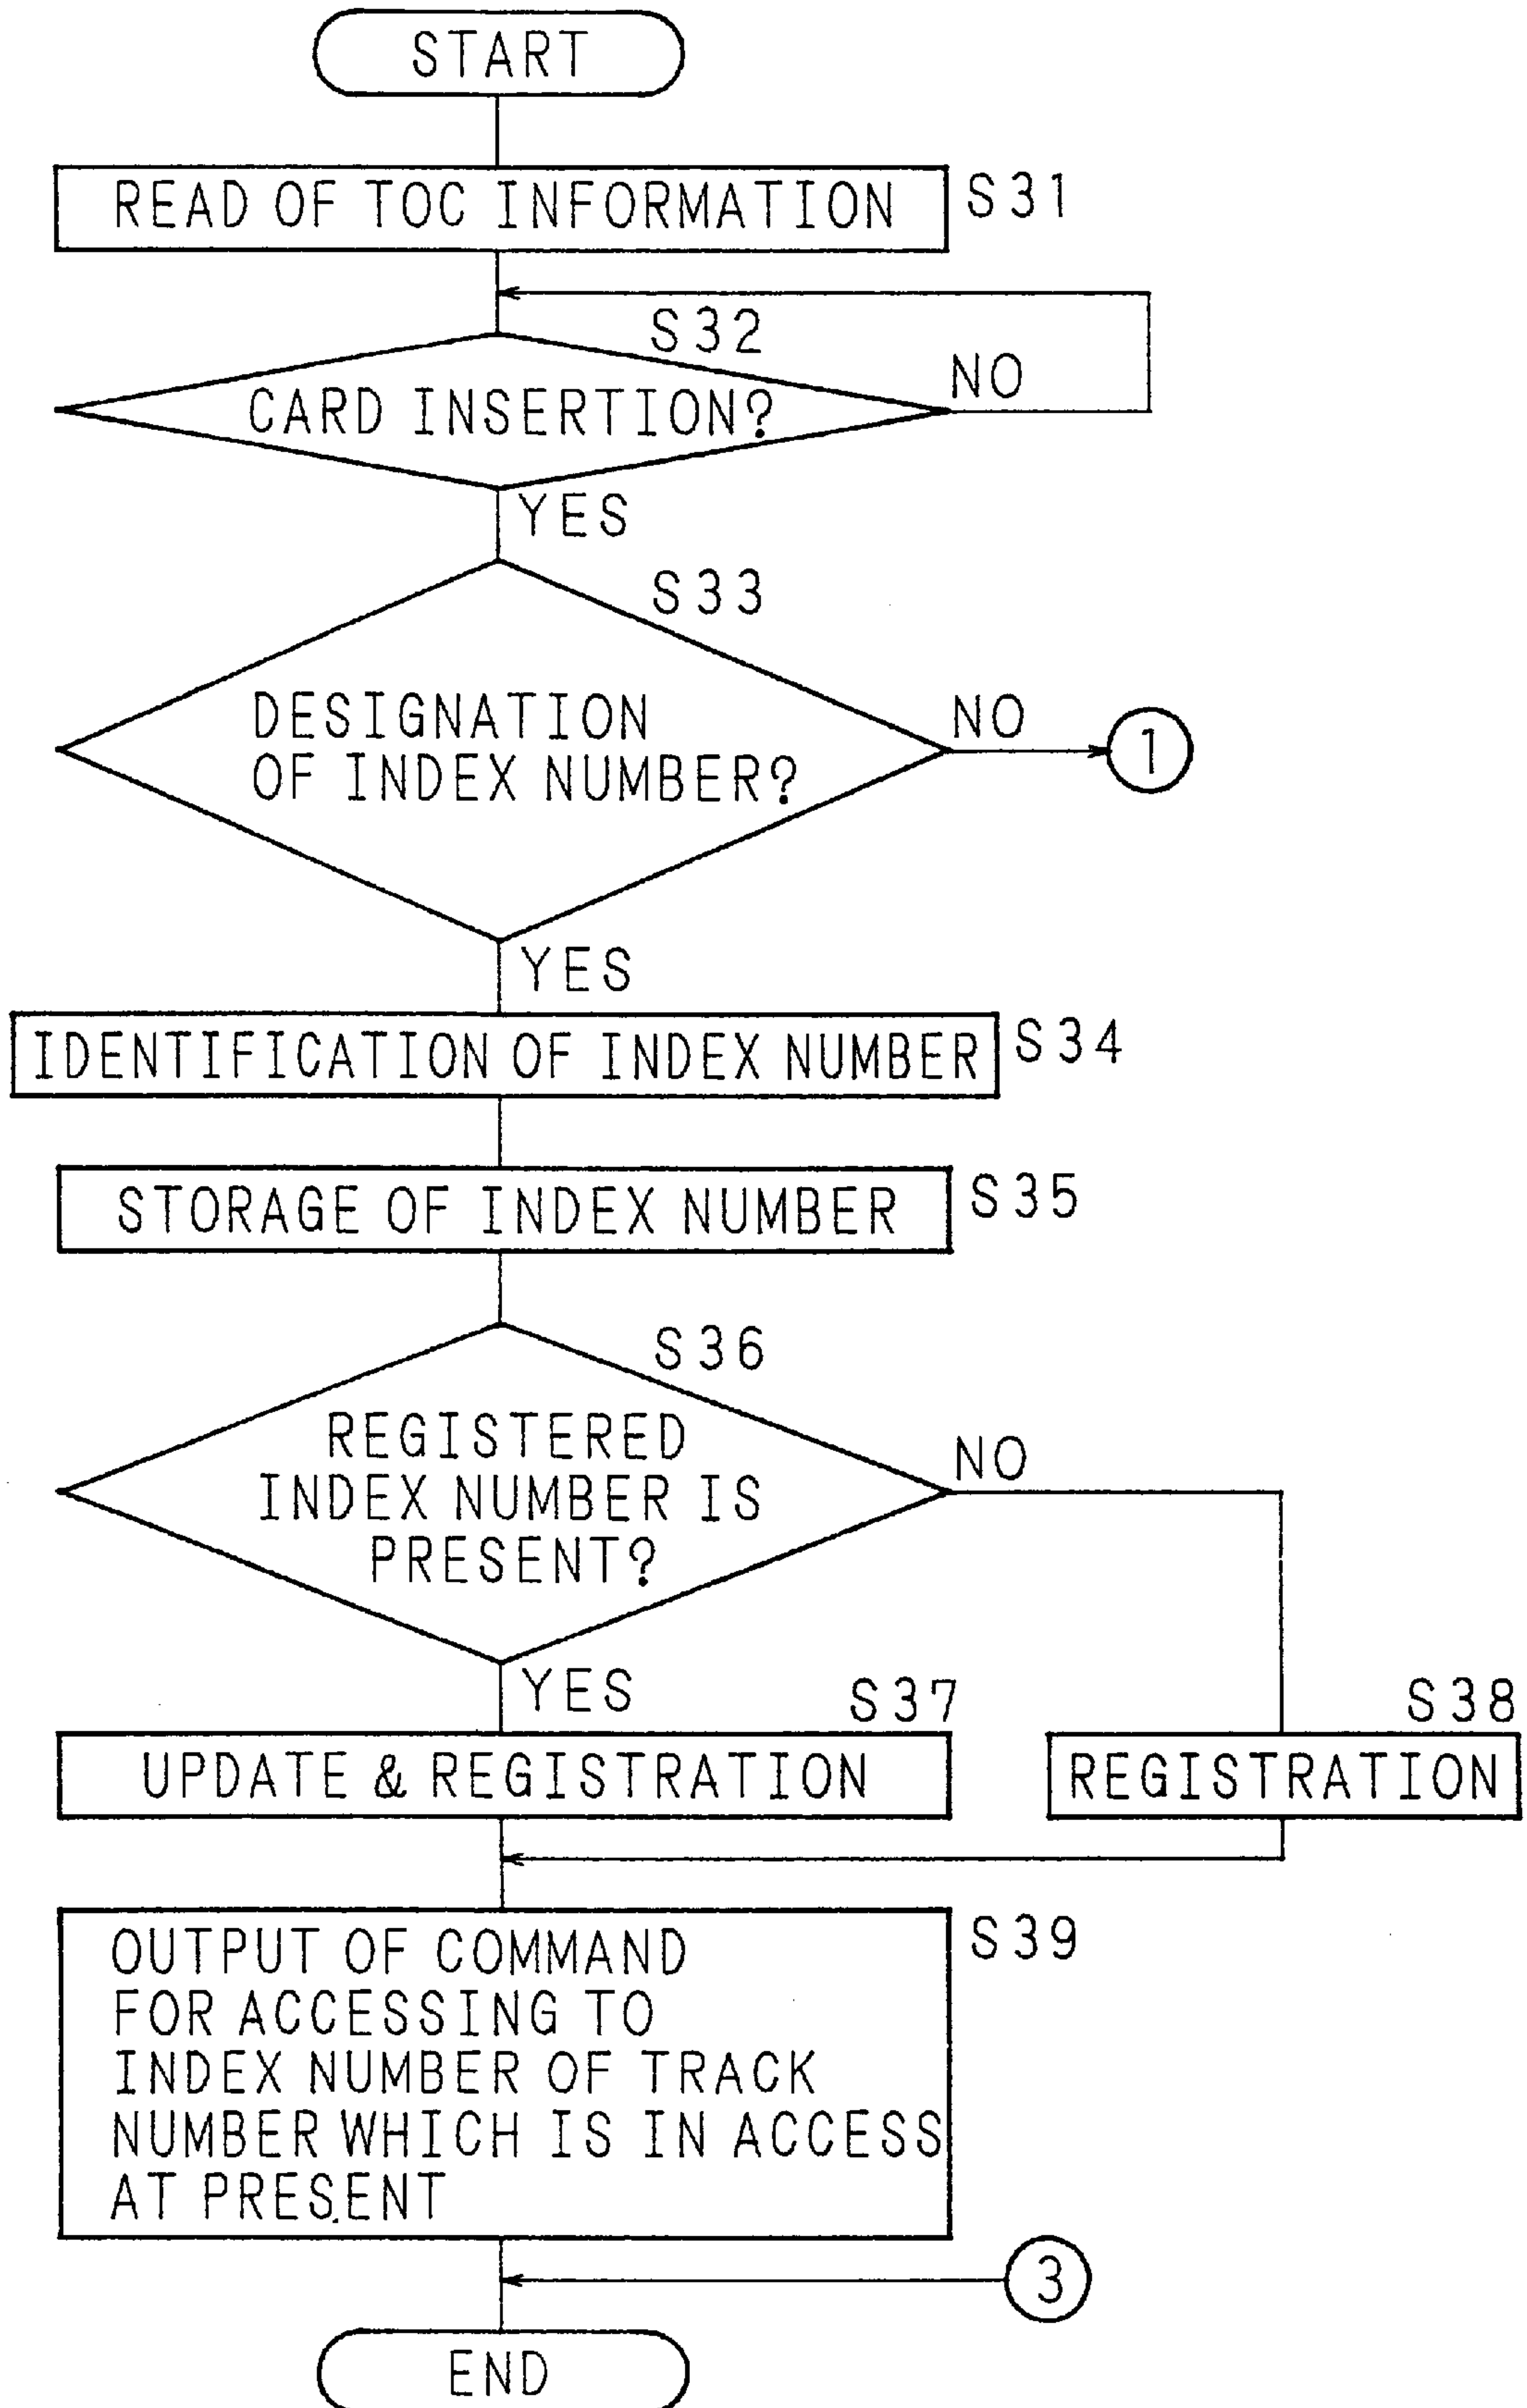 START
READ OF TOC INFORMATION S31
S32
CARD INSERTION? NO
YES
S33
DESIGNATION
OF INDEX NUMBER?
NO 1
YES
IDENTIFICATION OF INDEX NUMBER S34
STORAGE OF INDEX NUMBER S35
S36
REGISTERED
INDEX NUMBER IS
PRESENT?
NO
YES
S37
UPDATE & REGISTRATION
S38
REGISTRATION
OUTPUT OF COMMAND
FOR ACCESSING TO
INDEX NUMBER OF TRACK
NUMBER WHICH IS IN ACCESS
AT PRESENT
S39
3
END